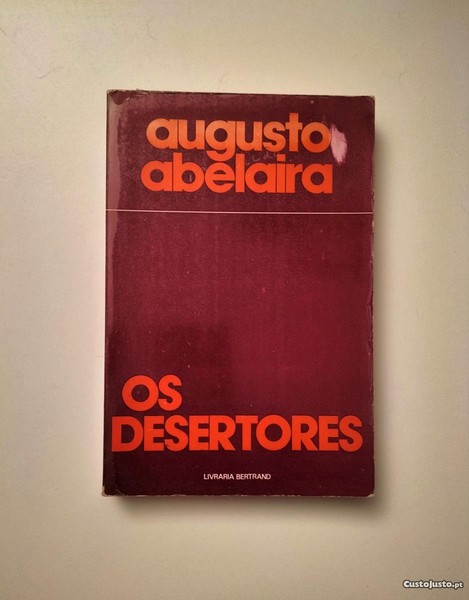 augusto
abelaira
OS
DESERTORES
LIVRARIA BERTRAND
CustoJusto.pt